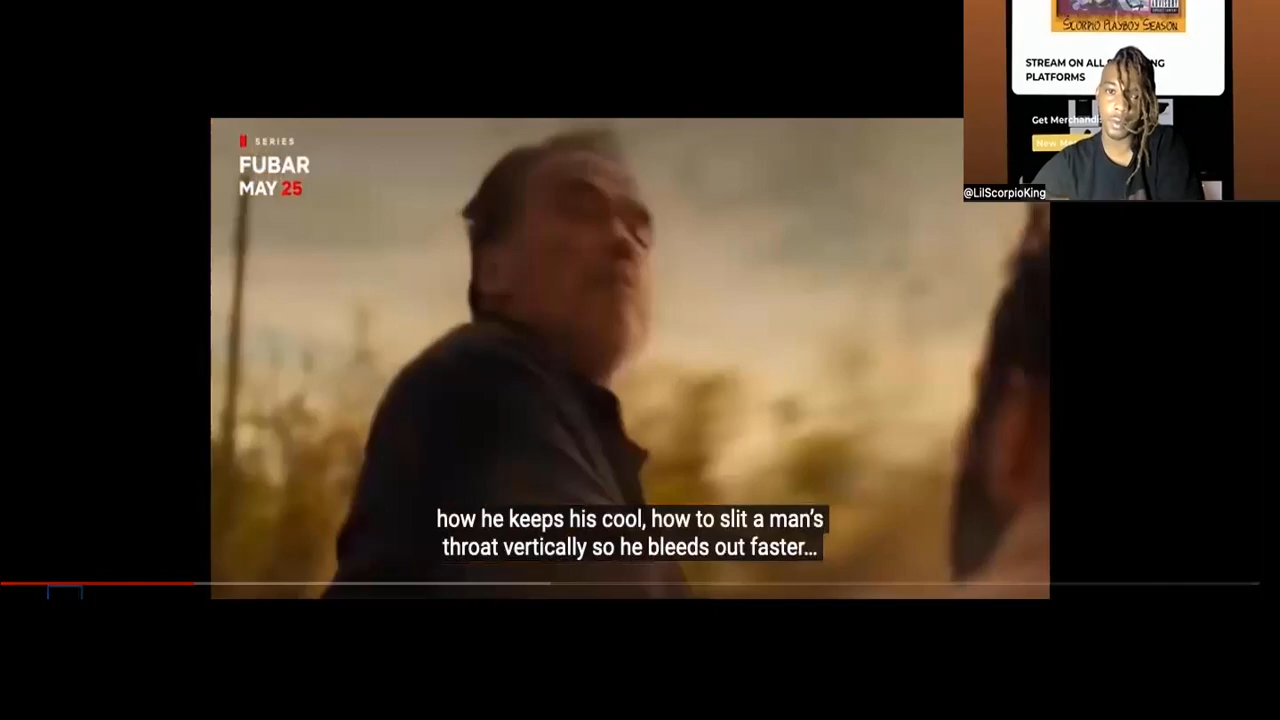 SERIES
FUBAR
MAY 25
how he keeps his cool, how to slit a man's
throat vertically so he bleeds out faster...
SCORPIO PLAYBOY SEASON
STREAM ON ALL
PLATFORMS
Get
@LilScorpioKing